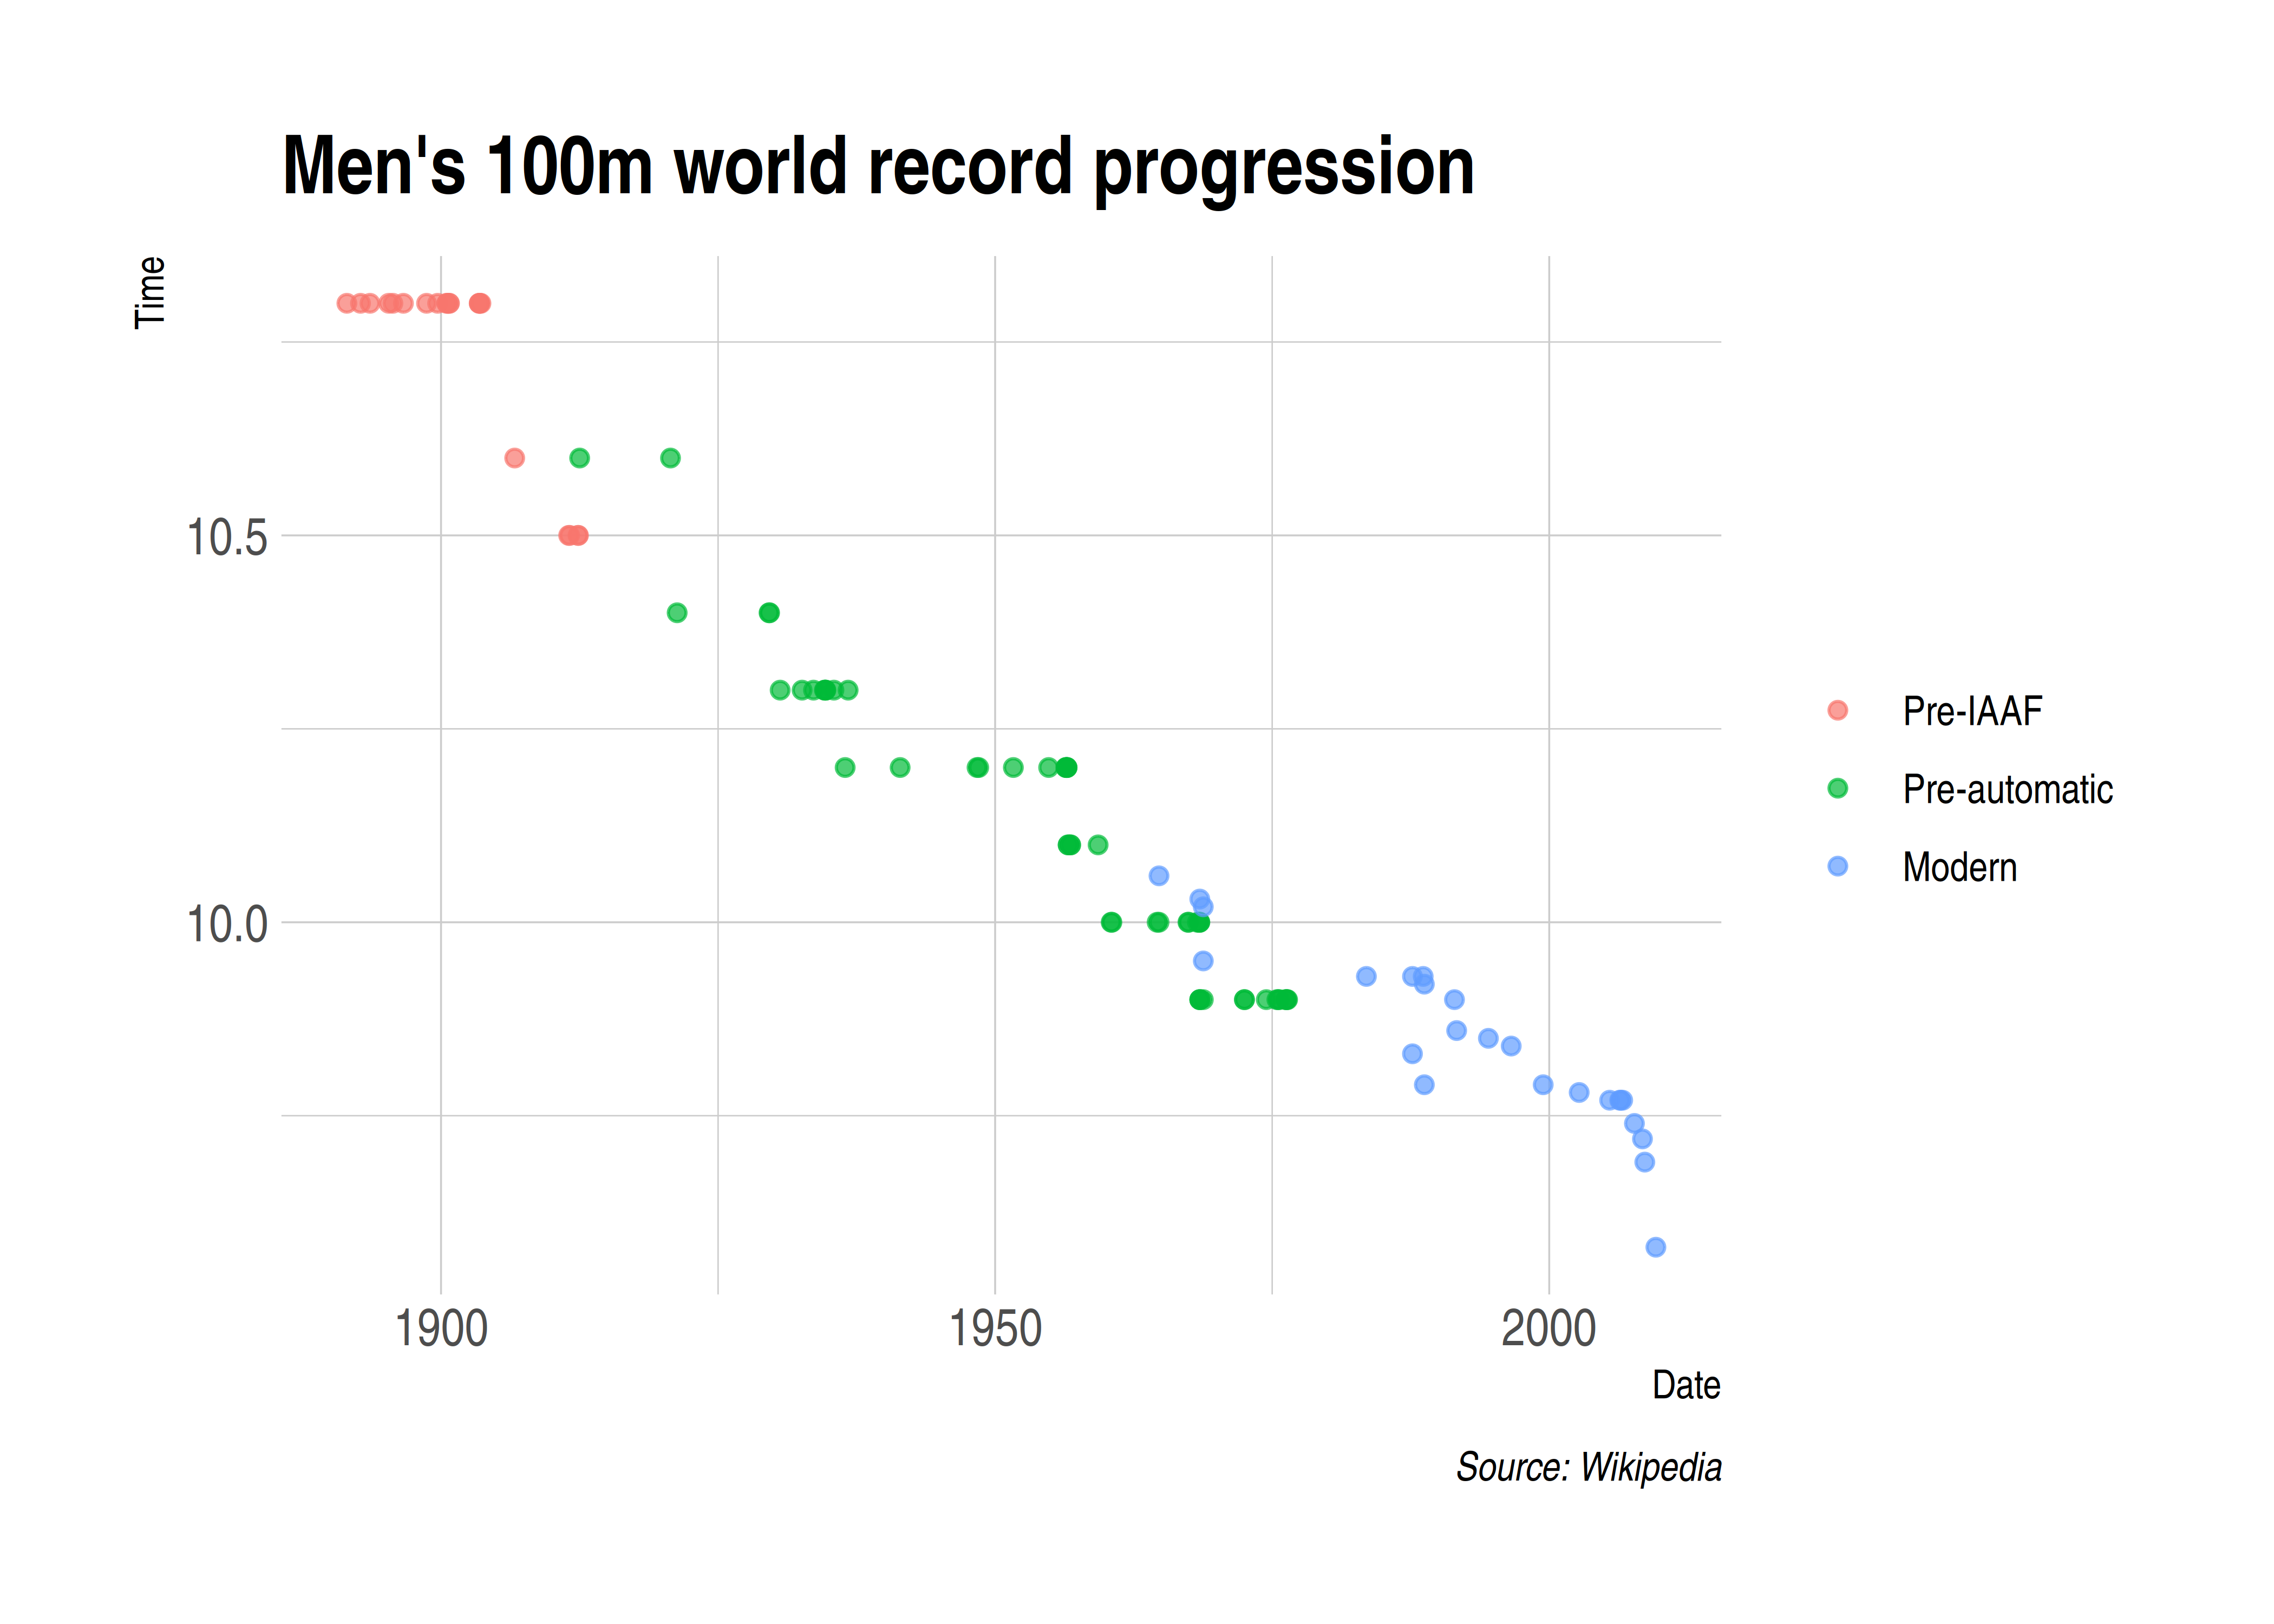 Men's 100m world record progression
Time
10.5
10.0
1900
1950
2000
Date
Pre-IAAF
Pre-automatic
Modern
Source: Wikipedia